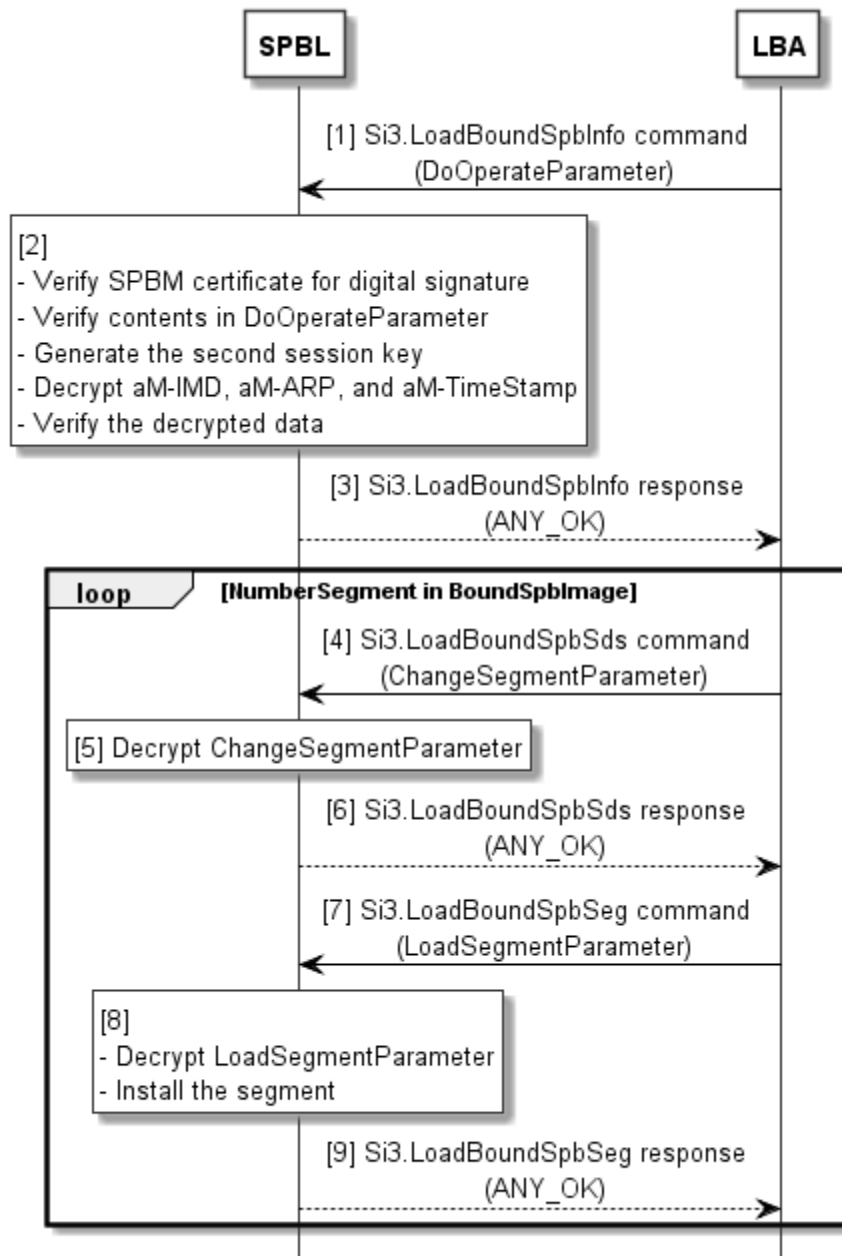 SPBL LBA
[1] Si3.LoadBoundSpbInfo command
(DoOperateParameter)
[2]
- Verify SPBM certificate for digital signature
- Verify contents in DoOperateParameter
- Generate the second session key
- Decrypt aM-IMD, aM-ARP, and aM-TimeStamp
- Verify the decrypted data
[3] Si3.LoadBoundSpbInfo response
(ANY_OK)
loop [NumberSegment in BoundSpbImage]
[4] Si3.LoadBoundSpbSds command
(ChangeSegmentParameter)
[5] Decrypt ChangeSegmentParameter
[6] Si3.LoadBoundSpbSds response
(ANY_OK)
[7] Si3.LoadBoundSpbSeg command
(LoadSegmentParameter)
[8]
- Decrypt LoadSegmentParameter
- Install the segment
[9] Si3.LoadBoundSpbSeg response
(ANY_OK)